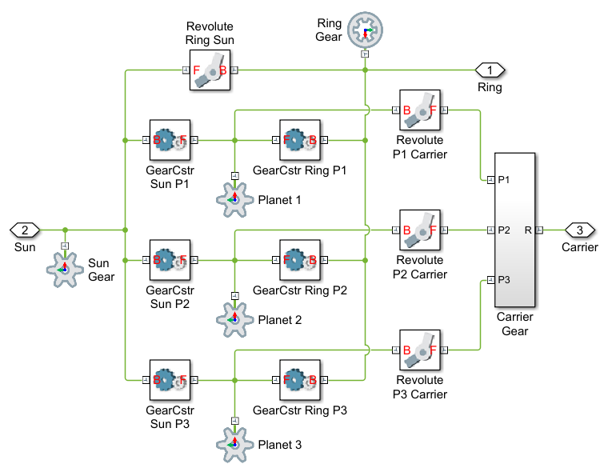 Revolute
Ring Sun
Ring
Gear
F B
1
Ring
B F
Revolute
P1 Carrier
B F
GearCstr
Sun P1
F B
GearCstr Ring P1
Planet 1
P1
2
Sun
Sun
Gear
B F
Revolute
P2 Carrier
P2
R
3
Carrier
B F
GearCstr
Sun P2
F B
GearCstr Ring P2
Planet 2
P3
Carrier
Gear
B F
Revolute
P3 Carrier
B F
GearCstr
Sun P3
F B
GearCstr Ring P3
Planet 3